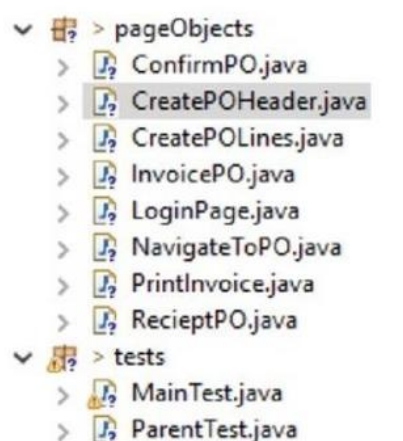 > pageObjects
ConfirmPO.java
CreatePOHeader.java
CreatePOLines.java
InvoicePO.java
LoginPage.java
NavigateToPO.java
PrintInvoice.java
RecieptPO.java
> tests
MainTest.java
ParentTest.java